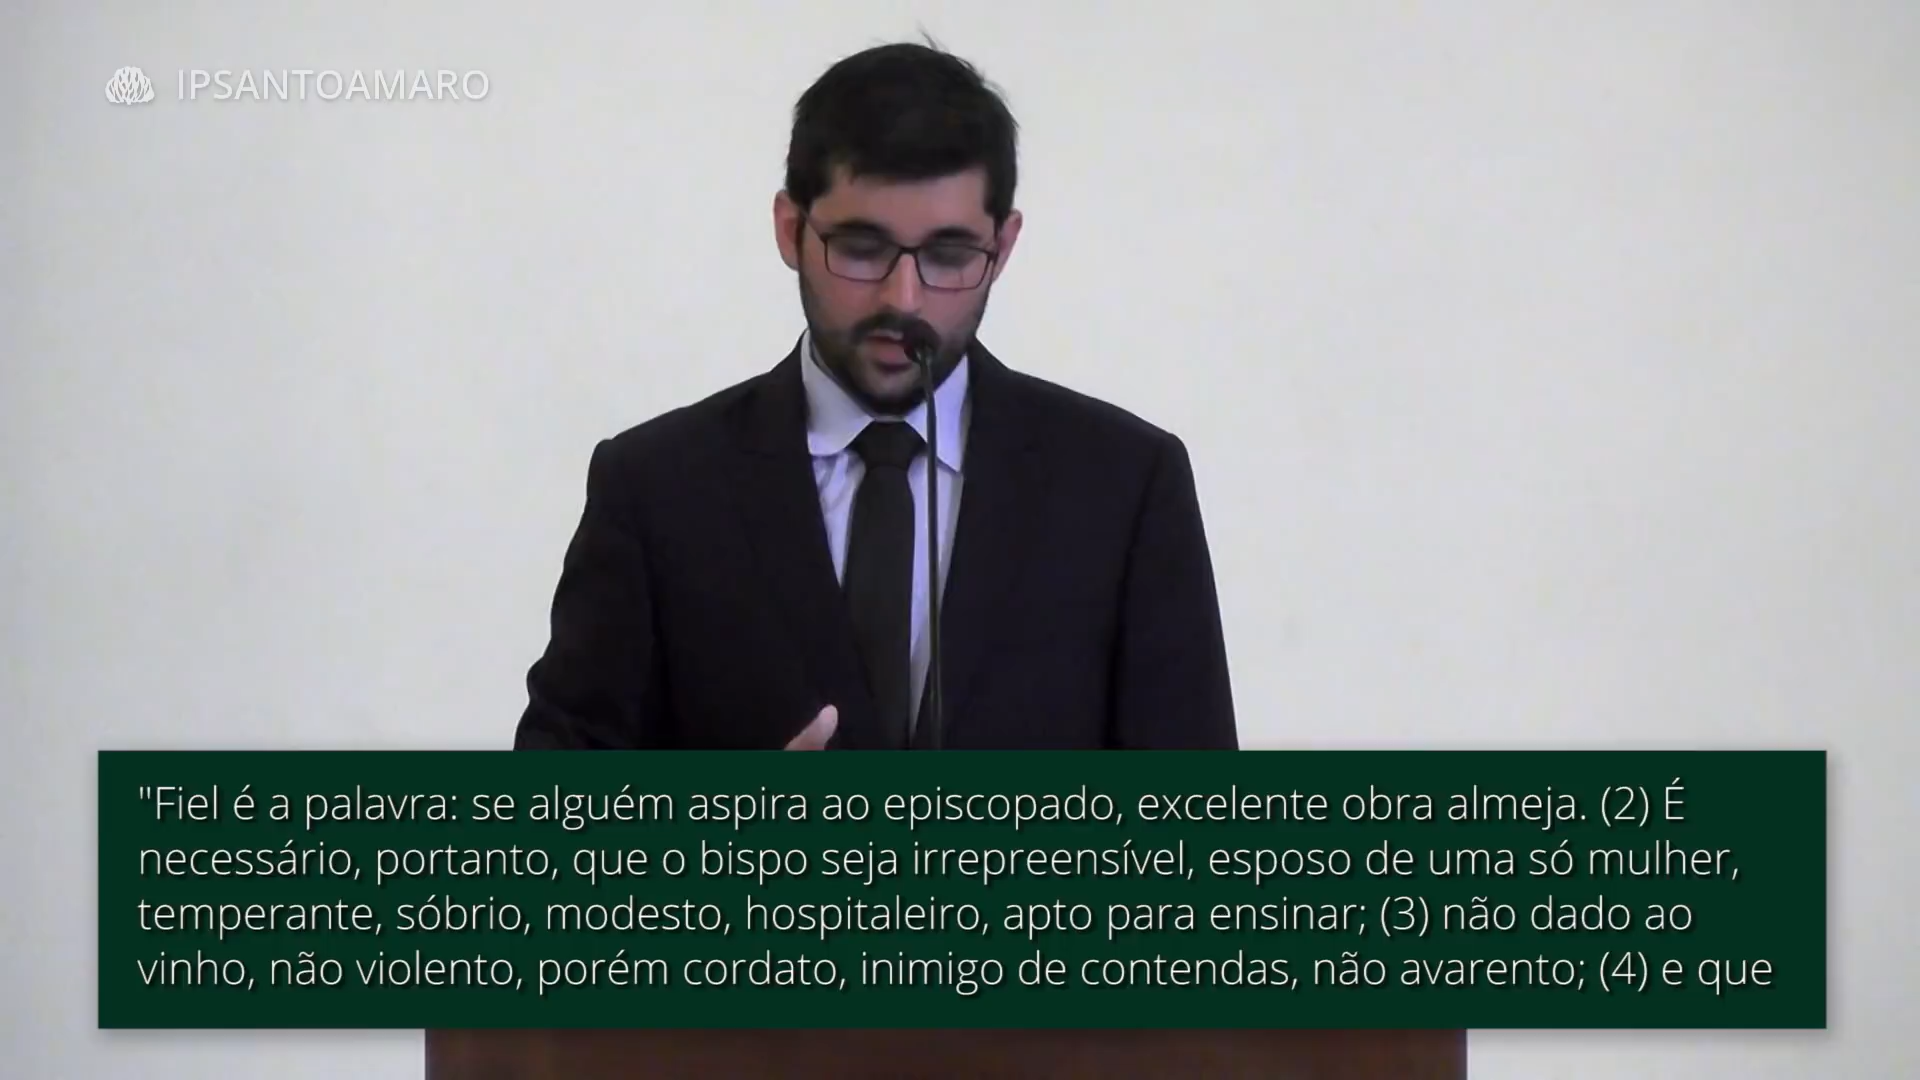 IPSANTOAMARO
"Fiel é a palavra: se alguém aspira ao episcopado, excelente obra almeja. (2) É
necessário, portanto, que o bispo seja irrepreensível, esposo de uma só mulher,
temperante, sóbrio, modesto, hospitaleiro, apto para ensinar; (3) não dado ao
vinho, não violento, porém cordato, inimigo de contendas, não avarento; (4) e que